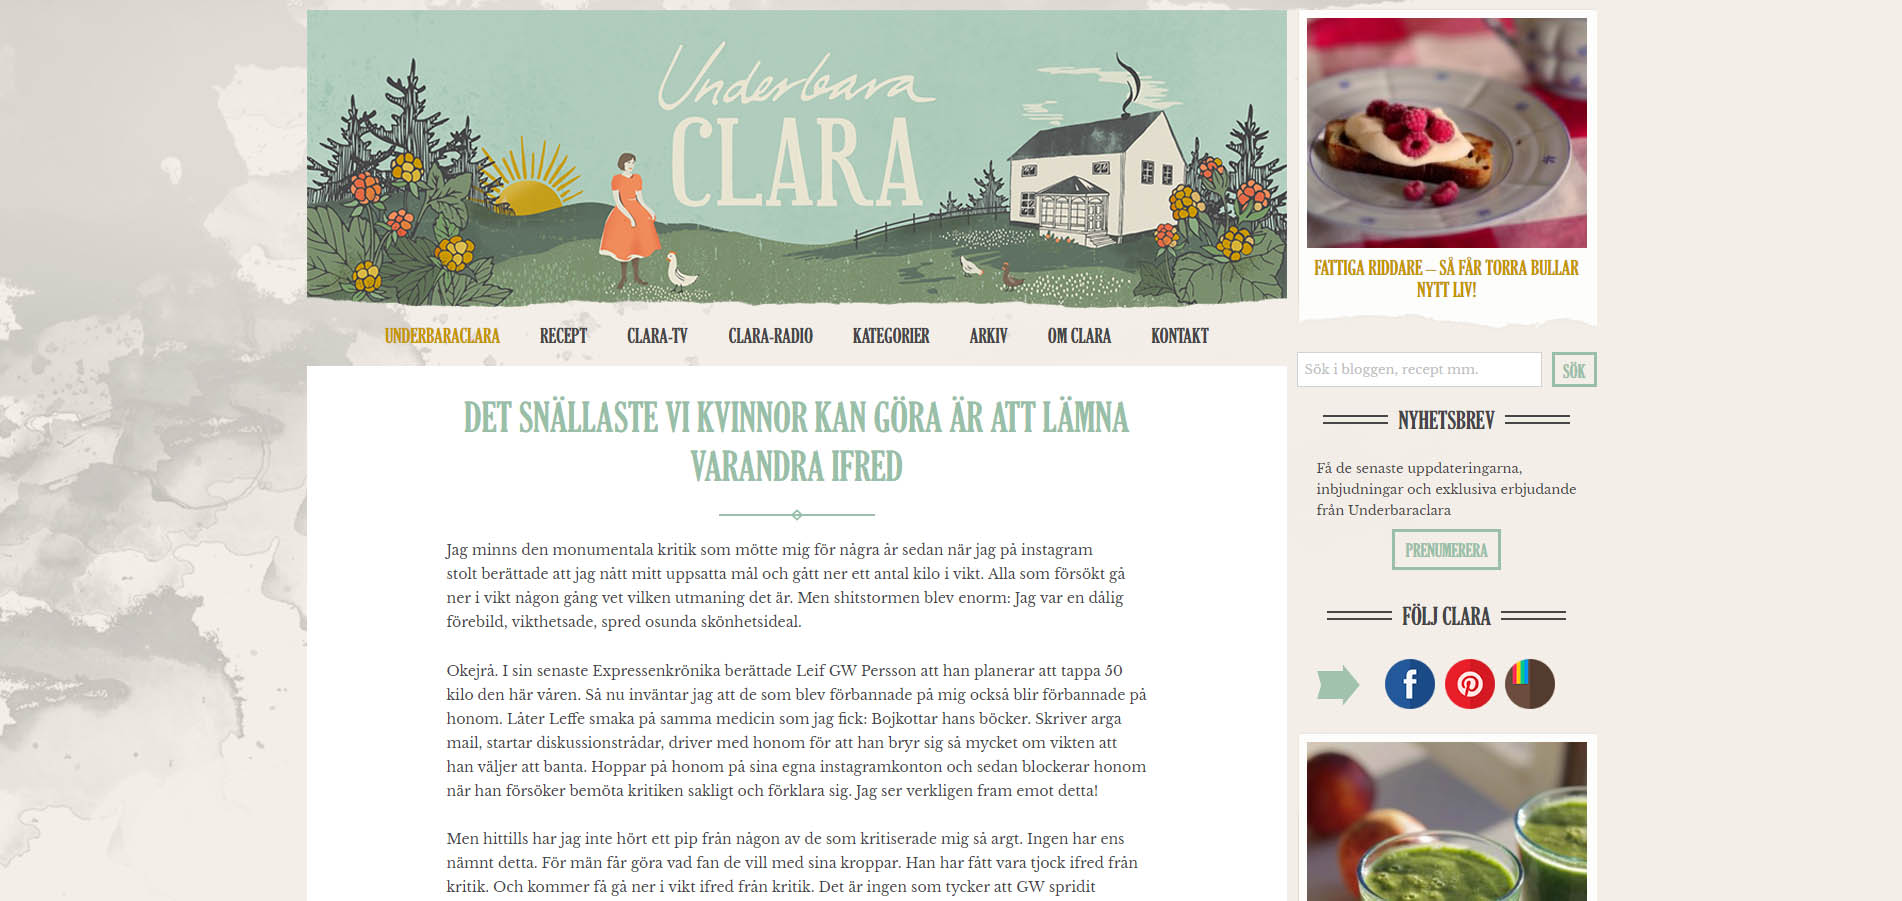 Underbara
CLARA
UNDERBARACLARA RECEPT CLARA-TV CLARA-RADIO KATEGORIER ARKIV OM CLARA KONTAKT
DET SNÄLLASTE VI KVINNOR KAN GÖRA ÄR ATT LÄMNA
VARANDRA IFRED
Jag minns den monumentala kritik som mötte mig för några år sedan när jag på instagram
stolt berättade att jag nått mitt uppsatta mål och gått ner ett antal kilo i vikt. Alla som försökt gå
ner i vikt någon gång vet vilken utmaning det är. Men shitstormen blev enorm: Jag var en dålig
förebild, vikthetsade, spred osunda skönhetsideal.
Okejrå. I sin senaste Expressenkrönika berättade Leif GW Persson att han planerar att tappa 50
kilo den här våren. Så nu inväntar jag att de som blev förbannade på mig också blir förbannade på
honom. Låter Leffe smaka på samma medicin som jag fick: Bojkottar hans böcker. Skriver arga
mail, startar diskussionstrådar, driver med honom för att han bryr sig så mycket om vikten att
han väljer att banta. Hoppar på honom på sina egna instagramkonton och sedan blockerar honom
när han försöker bemöta kritiken sakligt och förklara sig. Jag ser verkligen fram emot detta!
Men hittills har jag inte hört ett pip från någon av de som kritiserade mig så argt. Ingen har ens
nämnt detta. För män får göra vad fan de vill med sina kroppar. Han har fått vara tjock ifred från
kritik. Och kommer få gå ner i vikt ifred från kritik. Det är ingen som tycker att GW spridit
FATTIGA RIDDARE – SÅ FÅR TORRA BULLAR
NYTT LIV!
Sök i bloggen, recept mm. SÖK
NYHETSBREV
Få de senaste uppdateringarna,
inbjudningar och exklusiva erbjudande
från Underbaraclara
PRENUMERERA
FÖLJ CLARA